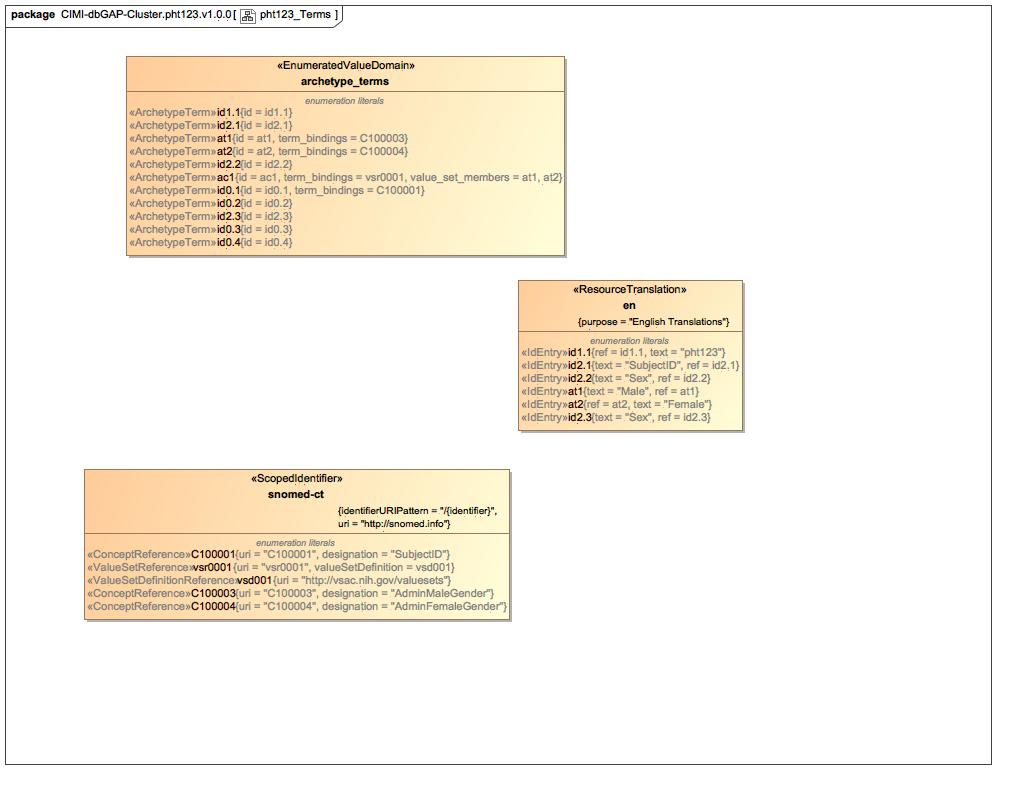 package CIMI-dbGAP-Cluster.pht123.v1.0.0[ pht123_Terms ]
«EnumeratedValueDomain»
archetype_terms
enumeration literals
«ArchetypeTerm»id1.1{id = id1.1}
«ArchetypeTerm»id2.1{id = id2.1}
«ArchetypeTerm»at1{id = at1, term_bindings = C100003}
«ArchetypeTerm»at2{id = at2, term_bindings = C100004}
«ArchetypeTerm»id2.2{id = id2.2}
«ArchetypeTerm»ac1{id = ac1, term_bindings = vsr0001, value_set_members = at1, at2}
«ArchetypeTerm»id0.1{id = id0.1, term_bindings = C100001}
«ArchetypeTerm»id0.2{id = id0.2}
«ArchetypeTerm»id2.3{id = id2.3}
«ArchetypeTerm»id0.3{id = id0.3}
«ArchetypeTerm»id0.4{id = id0.4}
«ResourceTranslation»
en
{purpose = "English Translations"}
enumeration literals
«IdEntry»id1.1{ref = id1.1, text = "pht123"}
«IdEntry»id2.1{text = "SubjectID", ref = id2.1}
«IdEntry»id2.2{text = "Sex", ref = id2.2}
«IdEntry»at1{text = "Male", ref = at1}
«IdEntry»at2{ref = at2, text = "Female"}
«IdEntry»id2.3{text = "Sex", ref = id2.3}
«ScopedIdentifier»
snomed-ct
{identifierURIPattern = "/{identifier}",
uri = "http://snomed.info"}
enumeration literals
«ConceptReference»C100001{uri = "C100001", designation = "SubjectID"}
«ValueSetReference»vsr0001{uri = "vsr0001", valueSetDefinition = vsd001}
«ValueSetDefinitionReference»vsd001{uri = "http://vsac.nih.gov/valuesets"}
«ConceptReference»C100003{uri = "C100003", designation = "AdminMaleGender"}
«ConceptReference»C100004{uri = "C100004", designation = "AdminFemaleGender"}